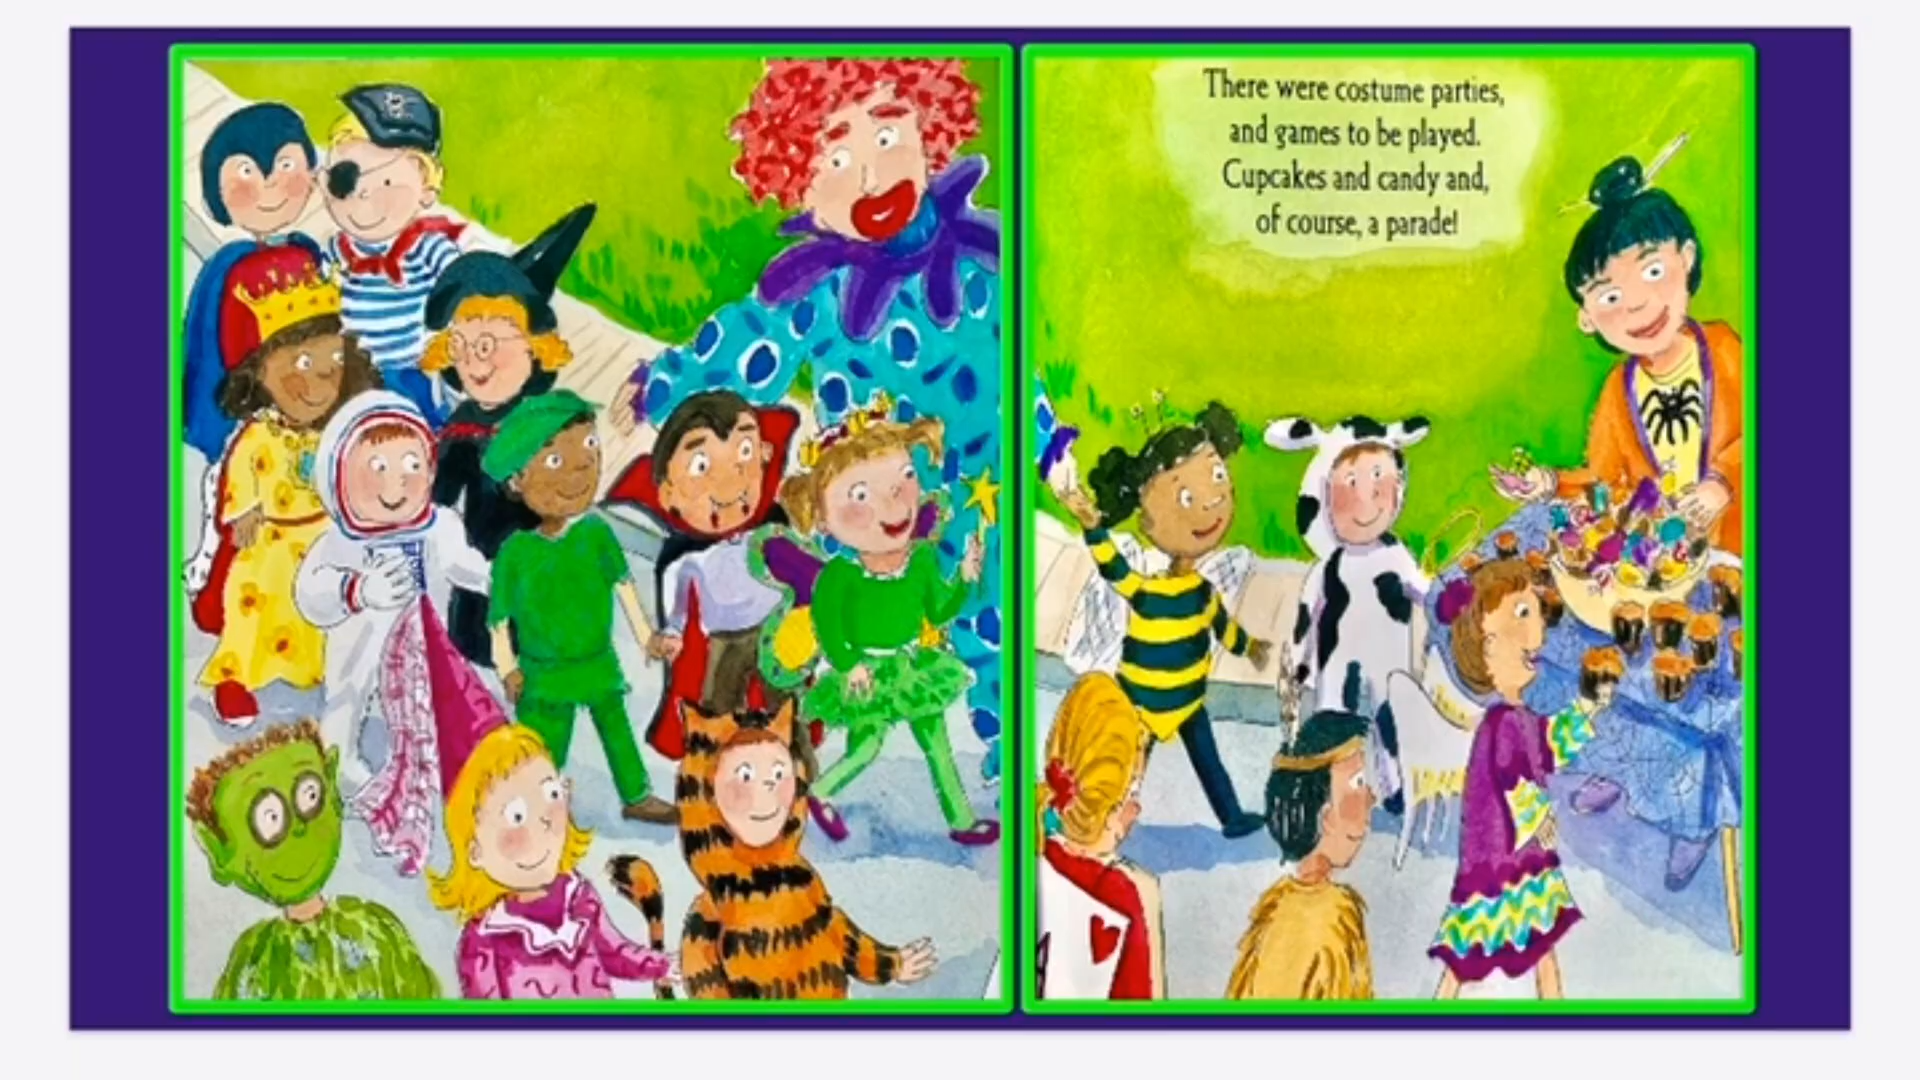 There were costume parties,
and games to be played.
Cupcakes and candy and,
of course, a parade!